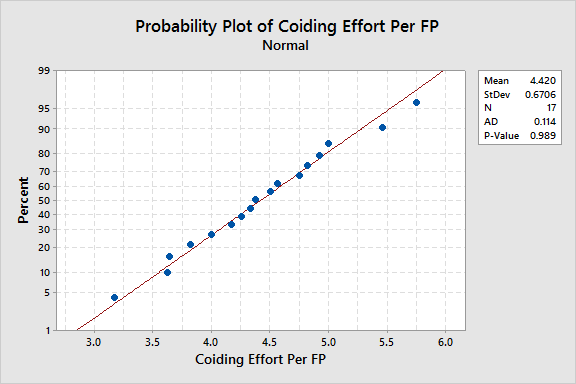 Probability Plot of Coiding Effort Per FP
Normal
99
95
90
80
70
60
50
40
30
20
10
5
1
Percent
3.0 3.5 4.0 4.5 5.0 5.5 6.0
Coiding Effort Per FP
Mean 4.420
StDev 0.6706
N 17
AD 0.114
P-Value 0.989